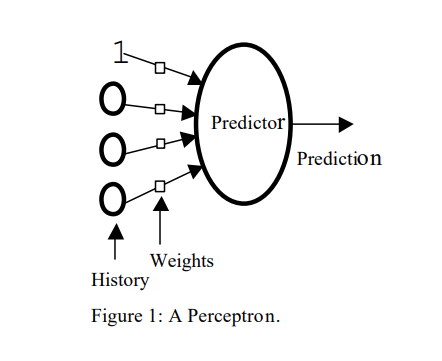 1
Predictor
Prediction
Weights
History
Figure 1: A Perceptron.